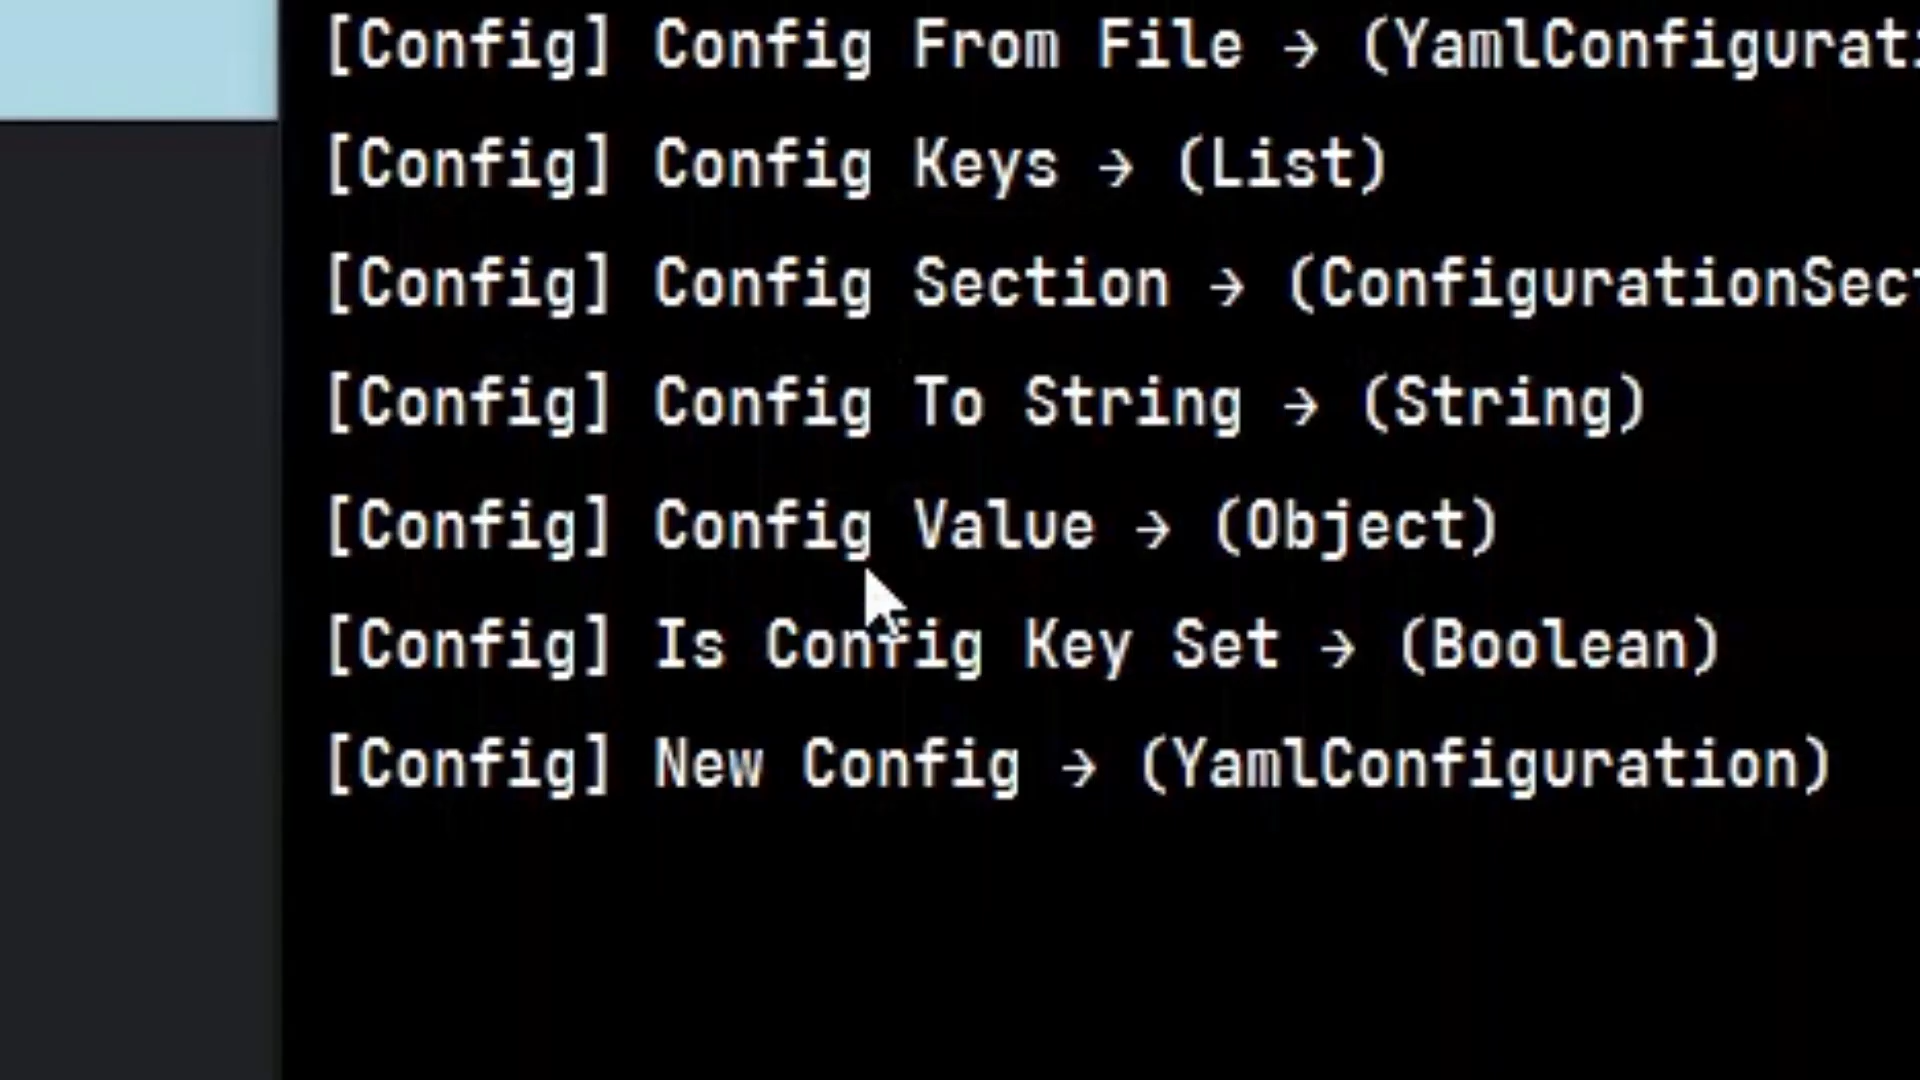 [Config] Config From File → (YamlConfigurati
[Config] Config Keys → (List)
[Config] Config Section → (ConfigurationSect
[Config] Config To String → (String)
[Config] Config Value → (Object)
[Config] Is Config Key Set → (Boolean)
[Config] New Config → (YamlConfiguration)